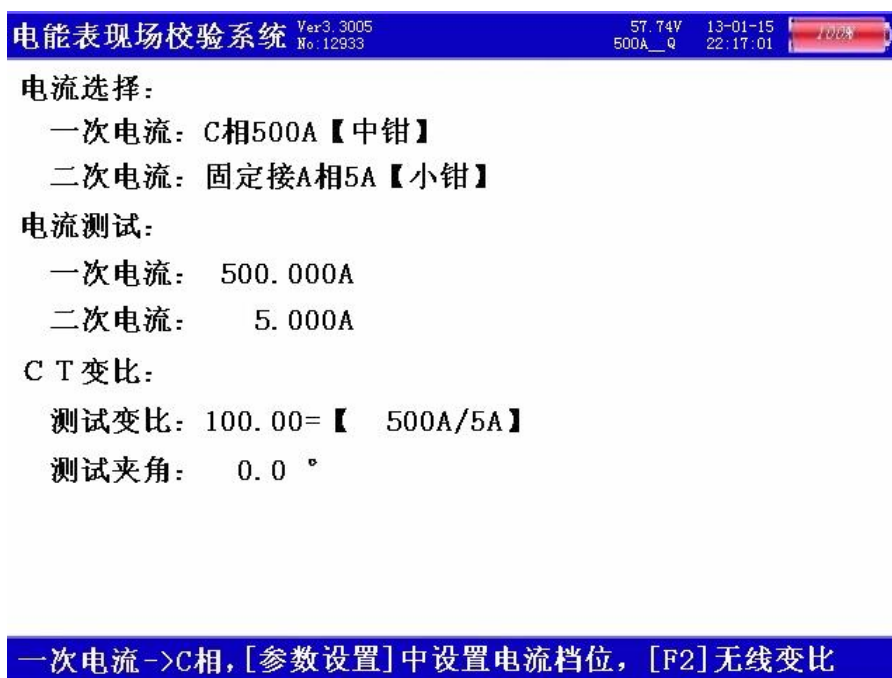 电能表现场校验系统 Ver3.3005 57.74V 13-01-15 100%
No:12933 500A__Q 22:17:01
电流选择：
一次电流：C相500A【中钳】
二次电流：固定接A相5A【小钳】
电流测试：
一次电流： 500.000A
二次电流： 5.000A
ＣＴ变比：
测试变比：100.00=【 500A/5A】
测试夹角： 0.0 °
一次电流->C相,[参数设置]中设置电流档位，[F2]无线变比